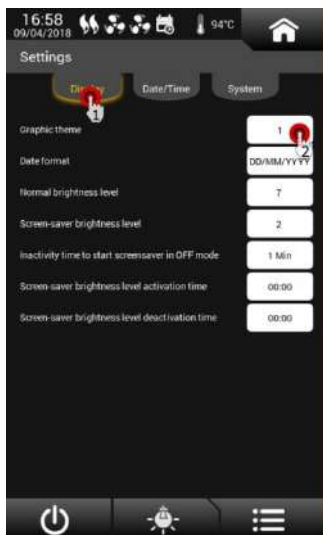 16:58
09/04/2018
94°C
Settings
Display Date/Time System
1
Graphic theme 1
2
Date format DD/MM/YYYY
Normal brightness level 7
Screen-saver brightness level 2
Inactivity time to start screensaver in OFF mode 1 Min
Screen-saver brightness level activation time 00:00
Screen-saver brightness level deactivation time 00:00